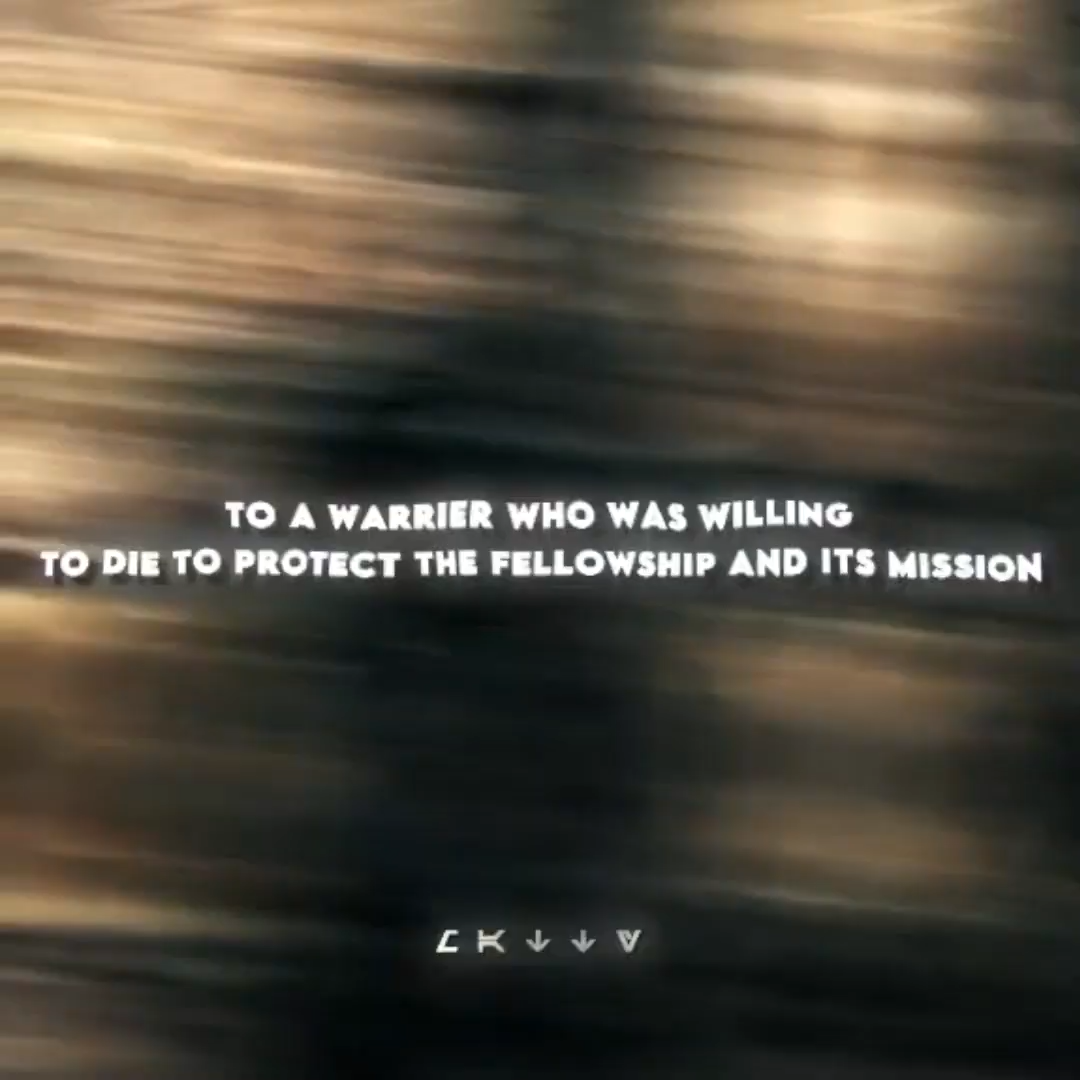 TO A WARRIER WHO WAS WILLING
TO DIE TO PROTECT THE FELLOWSHIP AND ITS MISSION